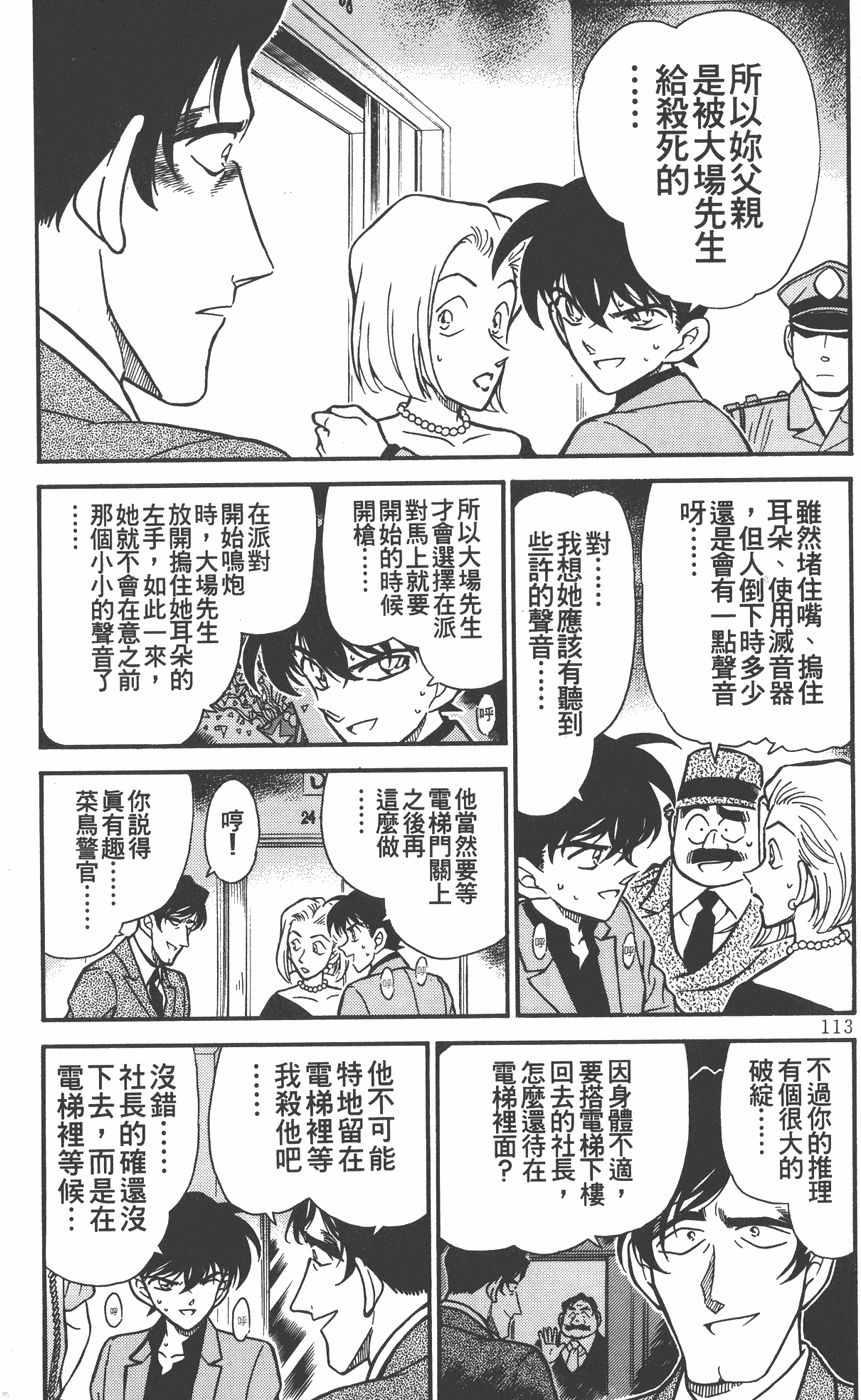 所以妳父親
是被大場先生
給殺死的
……
雖然堵住嘴、摀住
耳朵、使用滅音器
，但人倒下時多少
還是會有一點聲音
呀……
對……
我想她應該有聽到
些許的聲音……
呼
呼
所以大場先生
才會選擇在派
對馬上就要
開始的時候
開槍……
在派對
開始鳴炮
時，大場先生
放開摀住她耳朵的
左手，如此一來，
她就不會在意之前
那個小小的聲音了
……
呼
他當然要等
電梯門關上
之後再
這麼做
……
呼
呼
24
哼！
你説得
真有趣……
菜鳥警官……
113
不過你的推理
有個很大的
破綻……
因身體不適，
要搭電梯下樓
回去的社長，
怎麼還待在
電梯裡面？
他不可能
特地留在
電梯裡等
我殺他吧
……
沒錯……
社長的確還沒
下去，而是在
電梯裡等候…
呼
呼